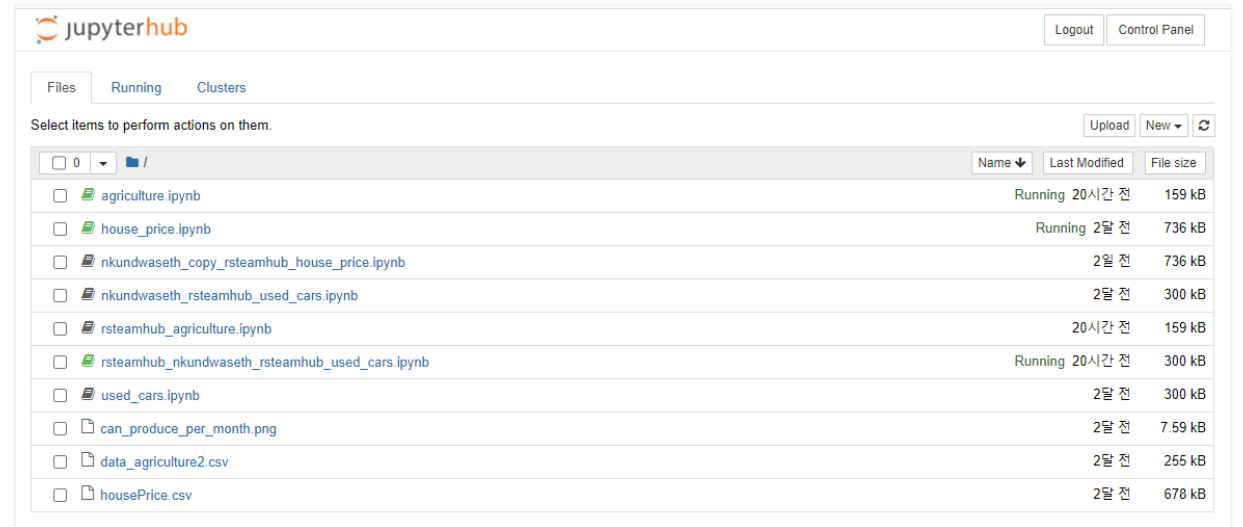 jupyterhub Logout Control Panel
Files Running Clusters
Select items to perform actions on them. Upload New
0 / Name Last Modified File size
agriculture.ipynb Running 20시간 전 159 kB
house_price.ipynb Running 2달 전 736 kB
nkundwaseth_copy_rsteamhub_house_price.ipynb 2일 전 736 kB
nkundwaseth_rsteamhub_used_cars.ipynb 2달 전 300 kB
rsteamhub_agriculture.ipynb 20시간 전 159 kB
rsteamhub_nkundwaseth_rsteamhub_used_cars.ipynb Running 20시간 전 300 kB
used_cars.ipynb 2달 전 300 kB
can_produce_per_month.png 2달 전 7.59 kB
data_agriculture2.csv 2달 전 255 kB
housePrice.csv 2달 전 678 kB